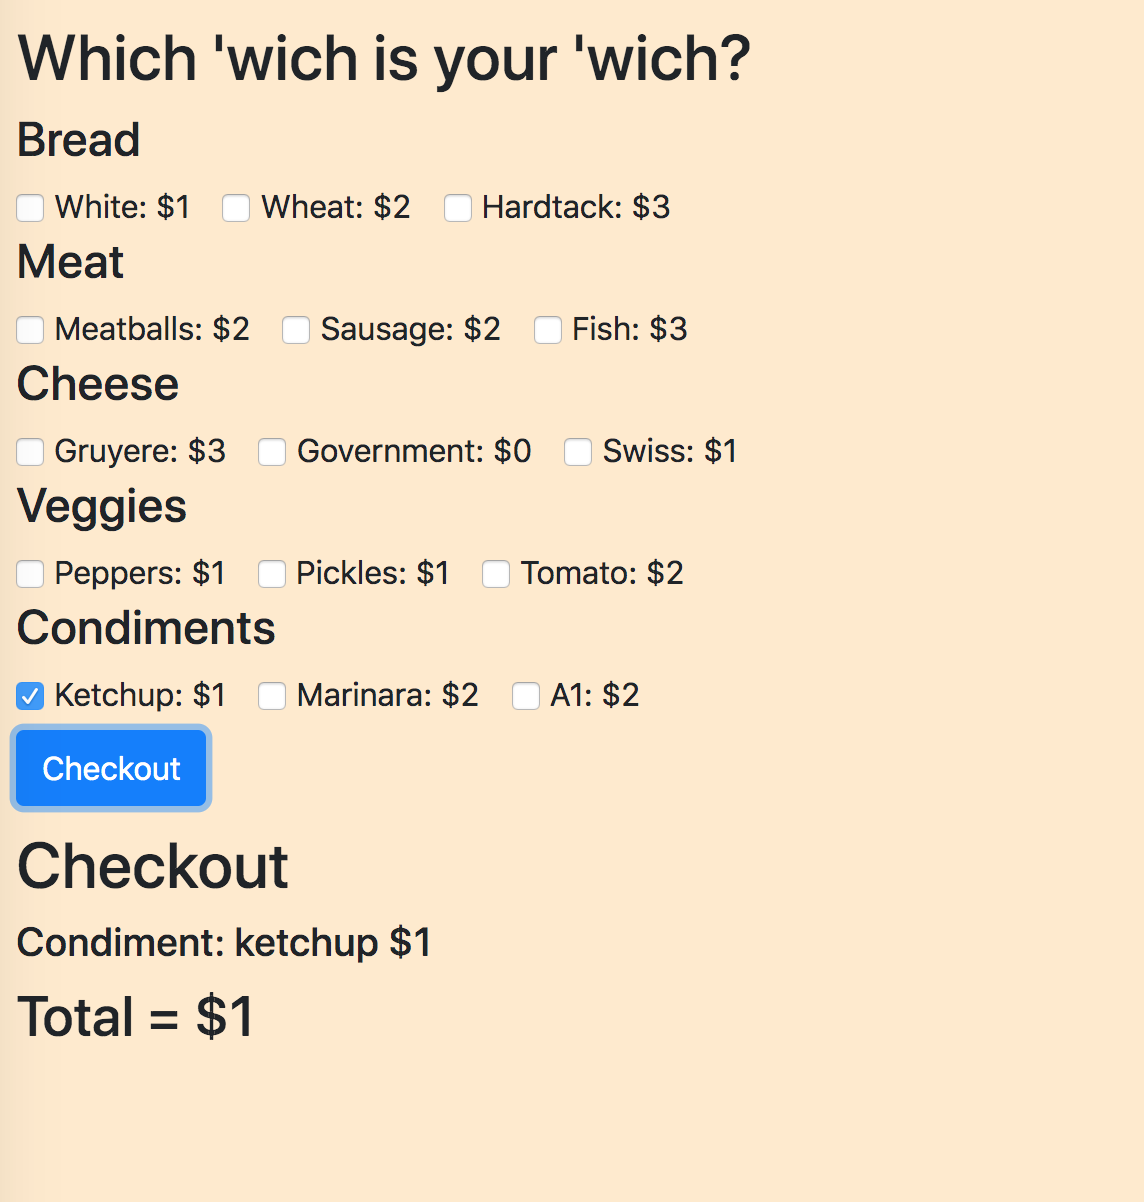 Which 'wich is your 'wich?
Bread
White: $1 Wheat: $2 Hardtack: $3
Meat
Meatballs: $2 Sausage: $2 Fish: $3
Cheese
Gruyere: $3 Government: $0 Swiss: $1
Veggies
Peppers: $1 Pickles: $1 Tomato: $2
Condiments
Ketchup: $1 Marinara: $2 A1: $2
Checkout
Checkout
Condiment: ketchup $1
Total = $1